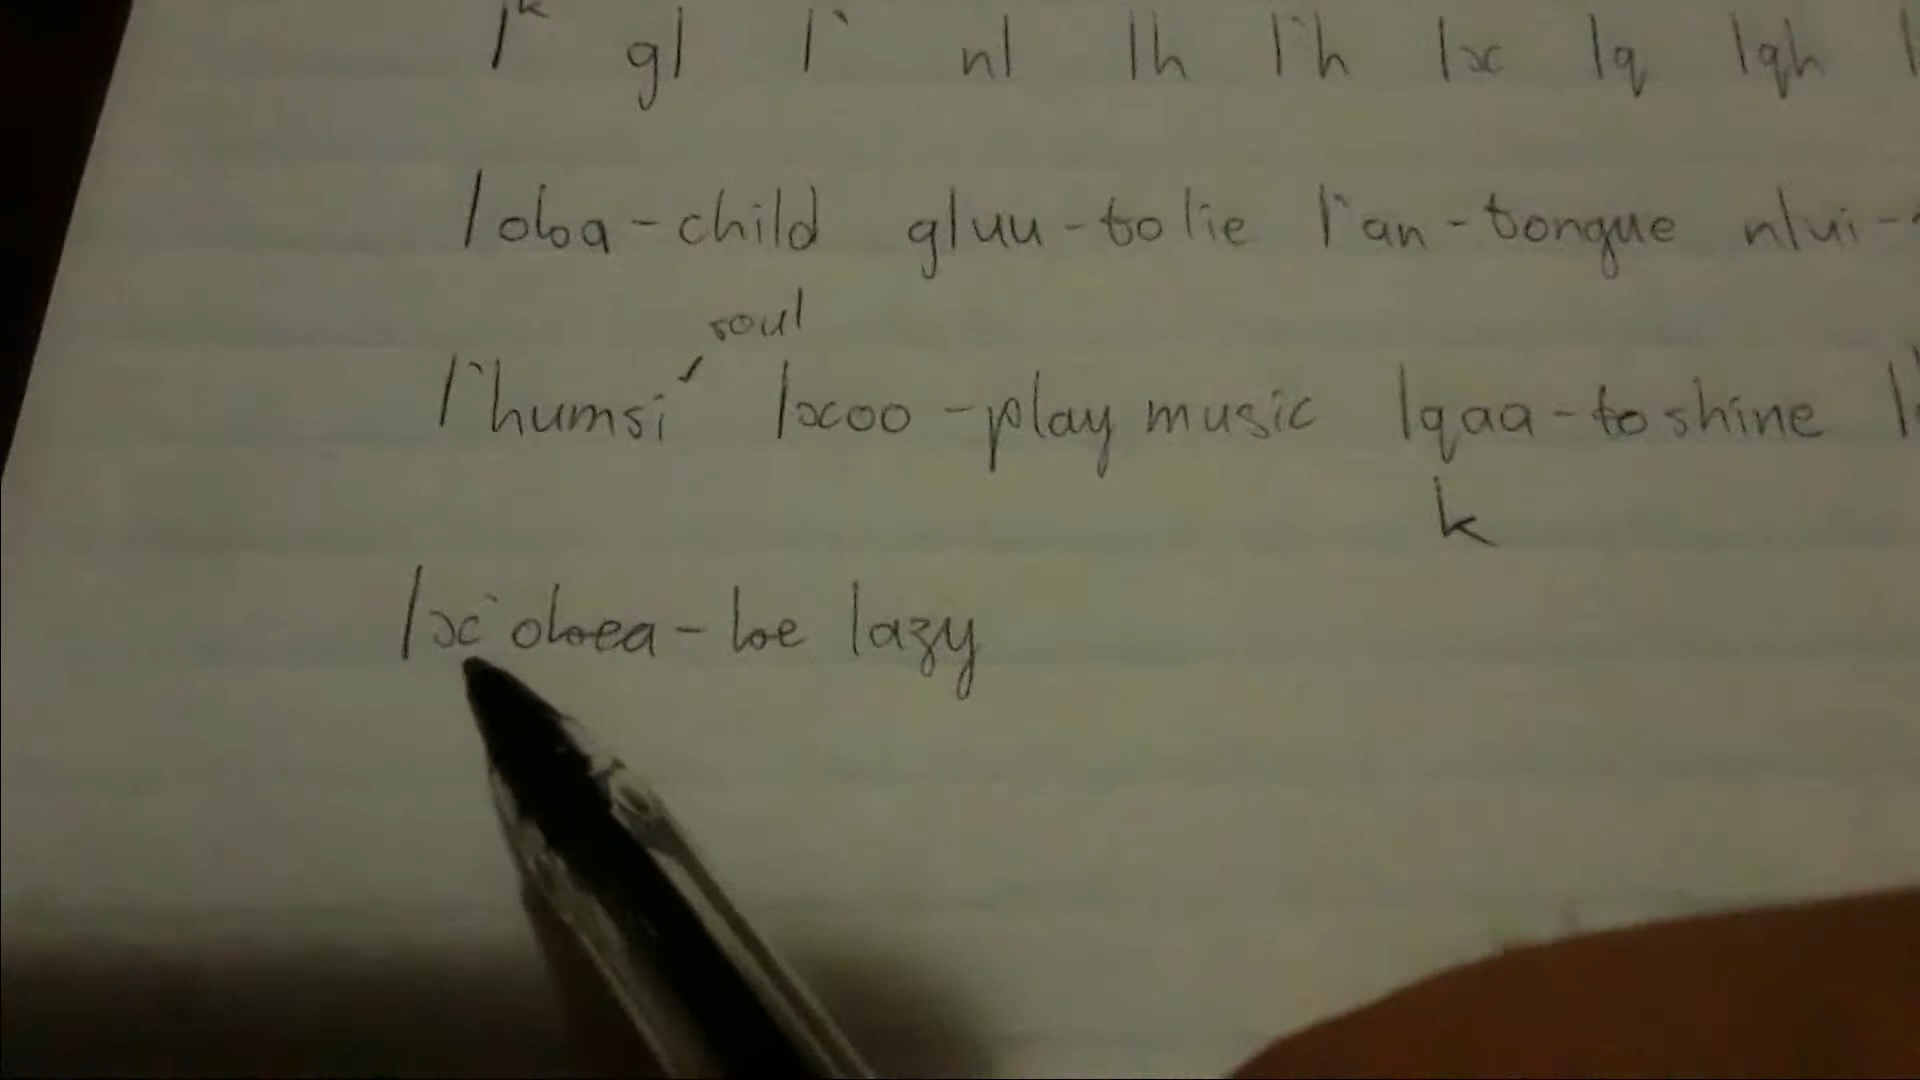 |ᵏ g| |` n| |h |`h |x |q |qh |
|oba - child g|uu - to lie |`an - tongue n|ui -
soul
|`humsi |xoo - play music |qaa - to shine |
k
|x`obea - be lazy